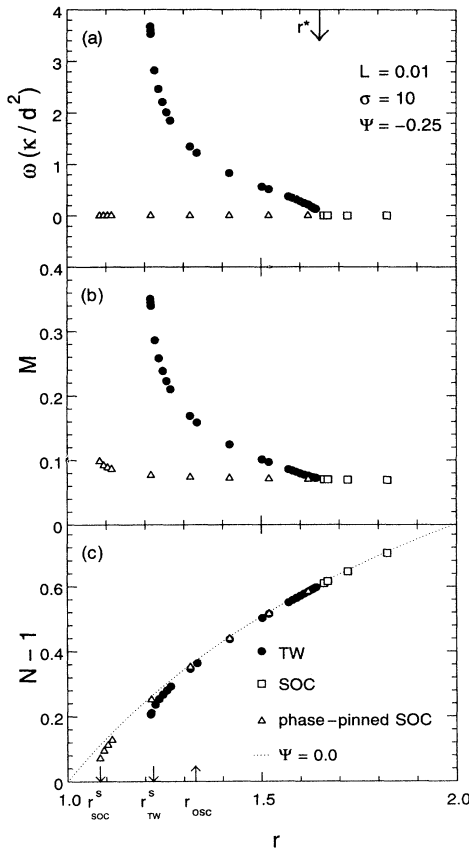 4
(a)
r*
L = 0.01
σ = 10
Ψ = −0.25
3
2
1
0
ω (κ / d²)
0.4
(b)
0.3
0.2
0.1
0
M
(c)
0.6
0.4
0.2
0
N − 1
TW
SOC
phase−pinned SOC
Ψ = 0.0
1.0
r^s_SOC
r^s_TW
r_osc
1.5
2.0
r